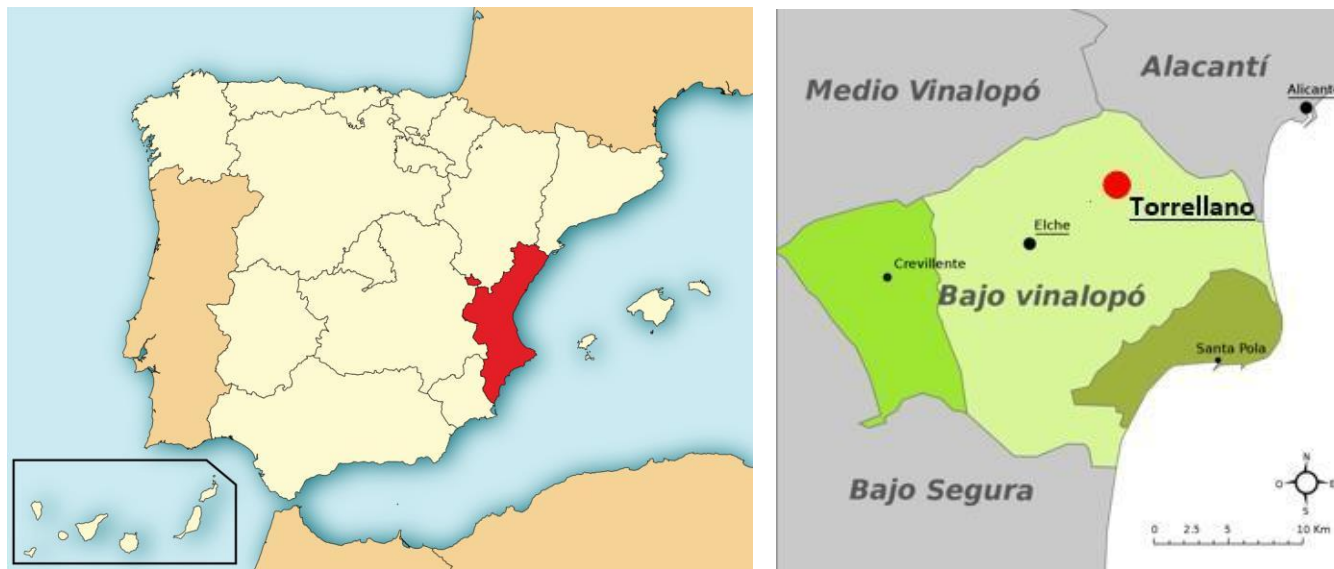 Alacantí
Medio Vinalopó
Alicante
Torrellano
Elche
Crevillente
Bajo vinalopó
Santa Pola
Bajo Segura
N
O
E
S
0 2.5 5 10 Km